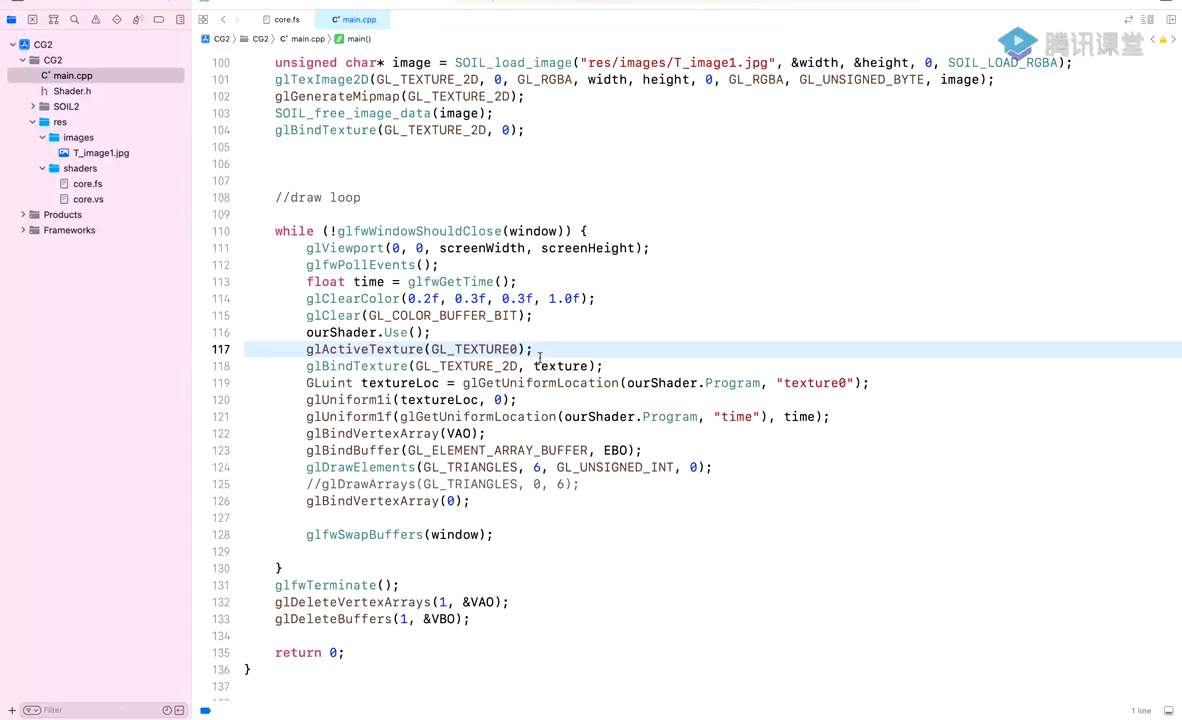 core.fs
main.cpp
CG2
CG2
main.cpp
main()
腾讯课堂
CG2
CG2
main.cpp
Shader.h
SOIL2
res
images
T_image1.jpg
shaders
core.fs
core.vs
Products
Frameworks
100 unsigned char* image = SOIL_load_image("res/images/T_image1.jpg", &width, &height, 0, SOIL_LOAD_RGBA);
101 glTexImage2D(GL_TEXTURE_2D, 0, GL_RGBA, width, height, 0, GL_RGBA, GL_UNSIGNED_BYTE, image);
102 glGenerateMipmap(GL_TEXTURE_2D);
103 SOIL_free_image_data(image);
104 glBindTexture(GL_TEXTURE_2D, 0);
105
106
107
108 //draw loop
109
110 while (!glfwWindowShouldClose(window)) {
111 glViewport(0, 0, screenWidth, screenHeight);
112 glfwPollEvents();
113 float time = glfwGetTime();
114 glClearColor(0.2f, 0.3f, 0.3f, 1.0f);
115 glClear(GL_COLOR_BUFFER_BIT);
116 ourShader.Use();
117 glActiveTexture(GL_TEXTURE0);
118 glBindTexture(GL_TEXTURE_2D, texture);
119 GLuint textureLoc = glGetUniformLocation(ourShader.Program, "texture0");
120 glUniform1i(textureLoc, 0);
121 glUniform1f(glGetUniformLocation(ourShader.Program, "time"), time);
122 glBindVertexArray(VAO);
123 glBindBuffer(GL_ELEMENT_ARRAY_BUFFER, EBO);
124 glDrawElements(GL_TRIANGLES, 6, GL_UNSIGNED_INT, 0);
125 //glDrawArrays(GL_TRIANGLES, 0, 6);
126 glBindVertexArray(0);
127
128 glfwSwapBuffers(window);
129
130 }
131 glfwTerminate();
132 glDeleteVertexArrays(1, &VAO);
133 glDeleteBuffers(1, &VBO);
134
135 return 0;
136 }
137
Filter
1 line